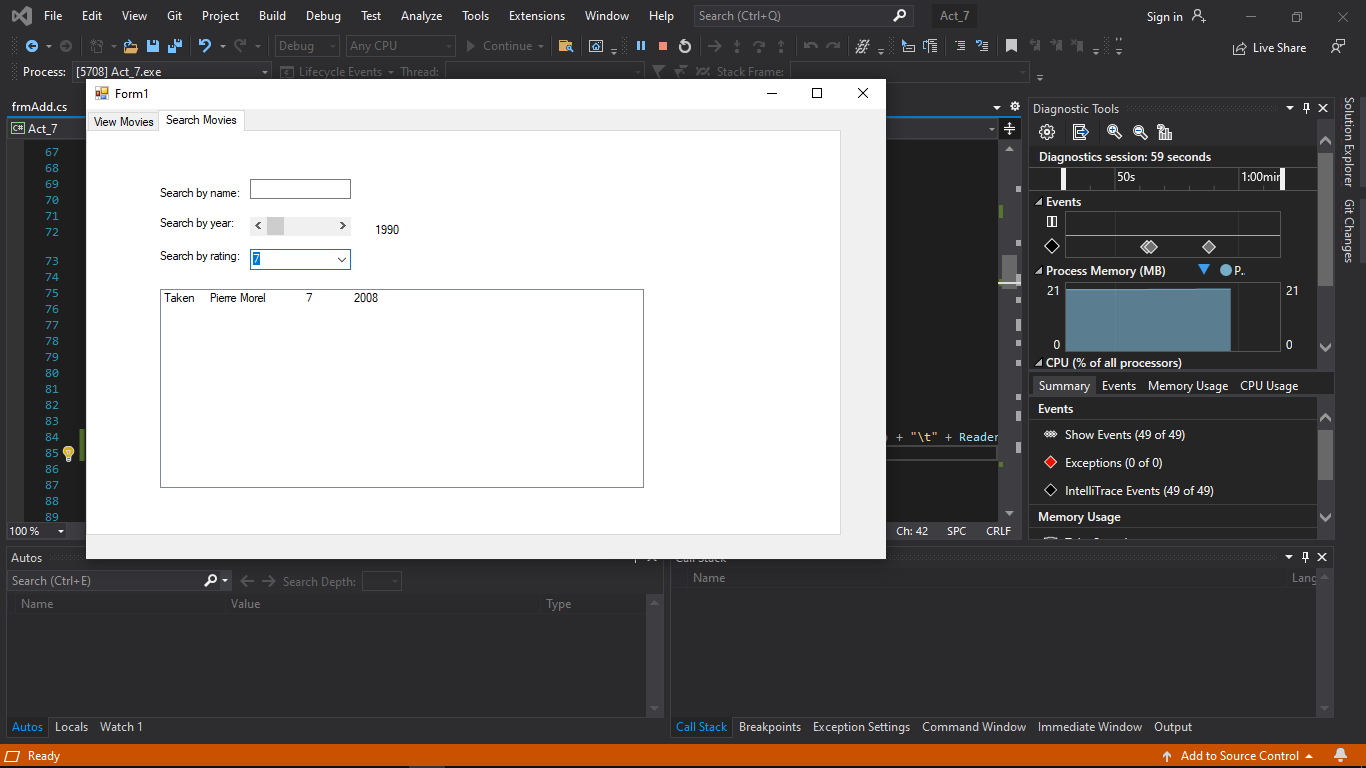 File Edit View Git Project Build Debug Test Analyze Tools Extensions Window Help Search (Ctrl+Q) Act_7 Sign in
Debug Any CPU Continue Live Share
Process: [5708] Act_7.exe Lifecycle Events Thread: Stack Frame:
Form1
frmAdd.cs
C# Act_7
View Movies Search Movies
Search by name:
Search by year: 1990
Search by rating: 7
Taken Pierre Morel 7 2008
67
68
69
70
71
72
73
74
75
76
77
78
79
80
81
82
83
84 + "\t" + Reader
85
86
87
88
89
100 % Ch: 42 SPC CRLF
Diagnostic Tools
Diagnostics session: 59 seconds
50s 1:00min
Events
Process Memory (MB) P..
21 21
0 0
CPU (% of all processors)
Summary Events Memory Usage CPU Usage
Events
Show Events (49 of 49)
Exceptions (0 of 0)
IntelliTrace Events (49 of 49)
Memory Usage
Solution Explorer
Git Changes
Autos
Search (Ctrl+E) Search Depth:
Name Value Type
Autos Locals Watch 1
Call Stack
Name Lang
Call Stack Breakpoints Exception Settings Command Window Immediate Window Output
Ready Add to Source Control